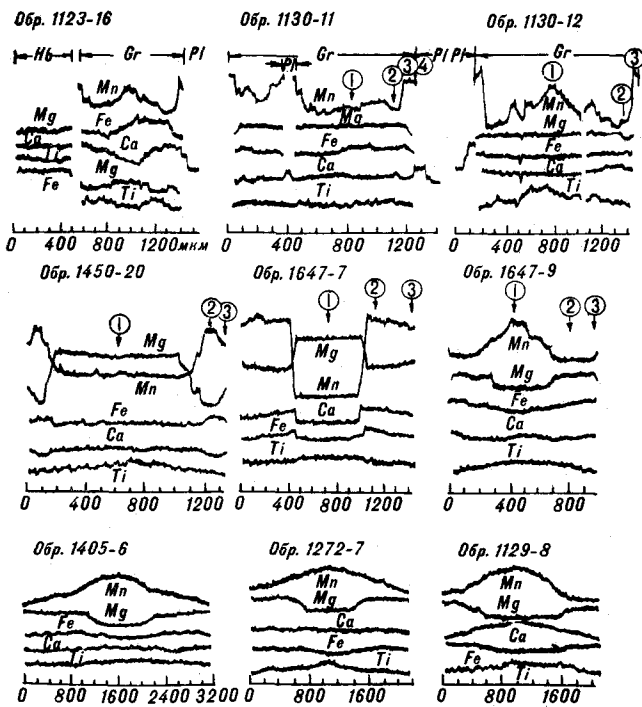 Обр. 1123-16
Hb Gr Pl
Mn
Fe
Mg
Ca
Ca
Ti
Mg
Fe
Ti
0 400 800 1200мкм
Обр. 1130-11
Gr Pl
Pl
① ② ③ ④
Mn
Mg
Fe
Ca
Ti
0 400 800 1200
Обр. 1130-12
Pl Gr
① ② ③
Mn
Mg
Fe
Ca
Ti
0 400 800 1200
Обр. 1450-20
① ② ③
Mg
Mn
Fe
Ca
Ti
0 400 800 1200
Обр. 1647-7
① ② ③
Mg
Mn
Ca
Fe
Ti
0 400 800 1200
Обр. 1647-9
① ② ③
Mn
Mg
Fe
Ca
Ti
0 400 800
Обр. 1405-6
Mn
Mg
Fe
Ca
Ti
0 800 1600 2400 3200
Обр. 1272-7
Mn
Mg
Ca
Fe
Ti
0 800 1600
Обр. 1129-8
Mn
Mg
Ca
Fe
Ti
0 800 1600